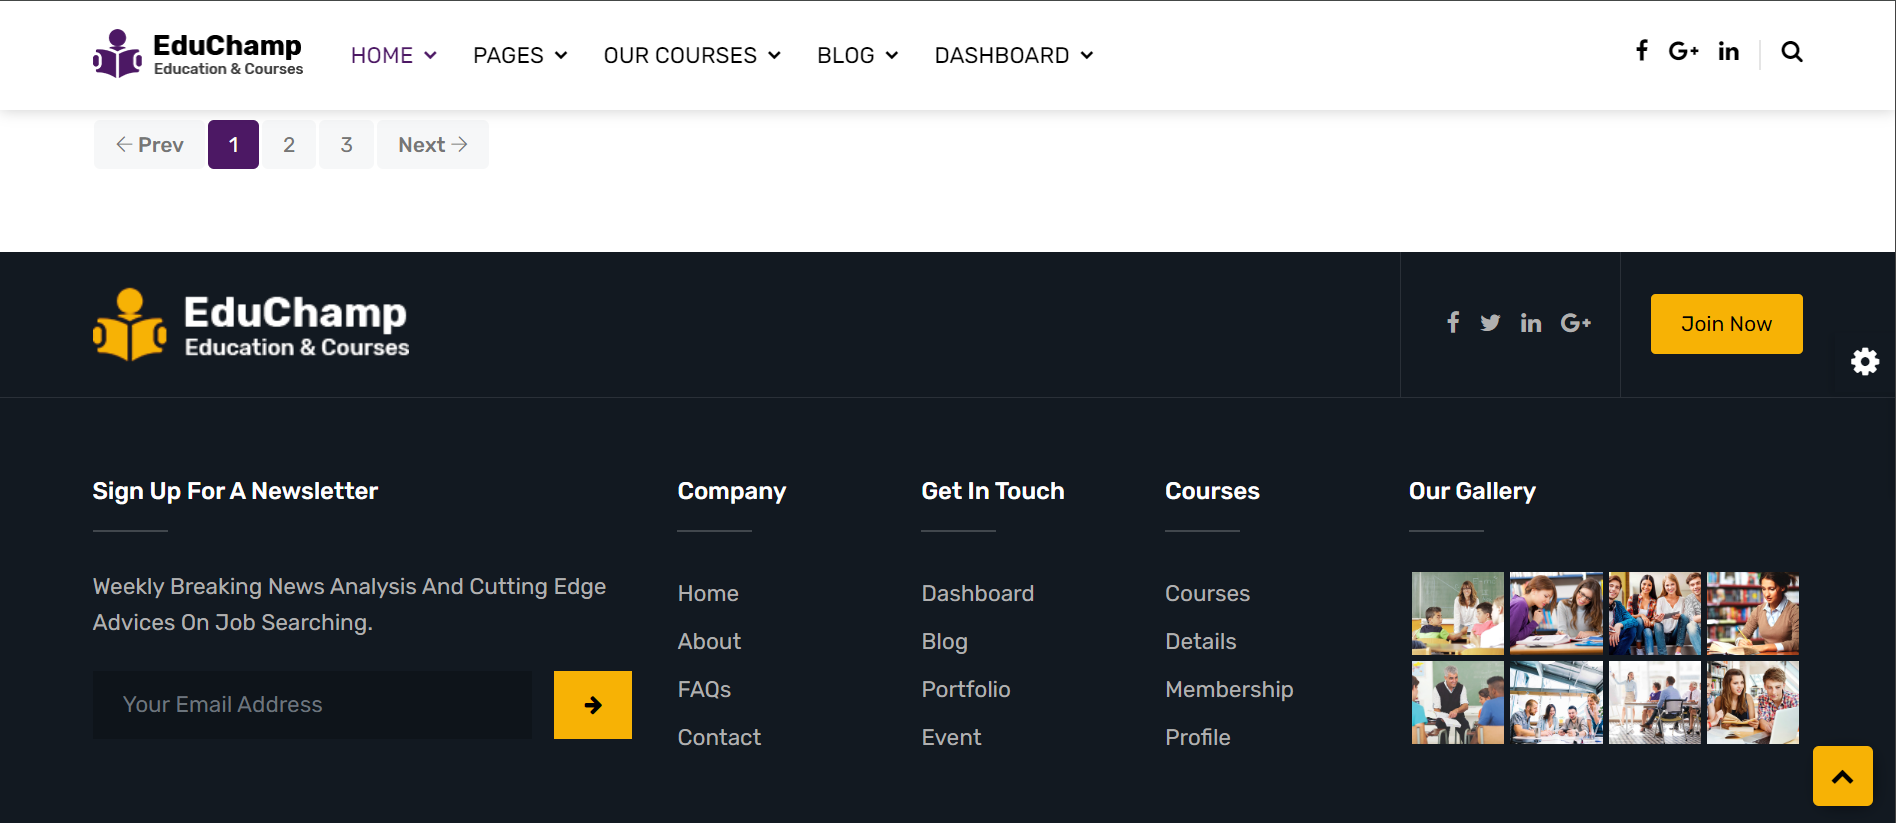 EduChamp
Education & Courses
HOME
PAGES
OUR COURSES
BLOG
DASHBOARD
Prev
1
2
3
Next
EduChamp
Education & Courses
Join Now
Sign Up For A Newsletter
Weekly Breaking News Analysis And Cutting Edge
Advices On Job Searching.
Your Email Address
Company
Home
About
FAQs
Contact
Get In Touch
Dashboard
Blog
Portfolio
Event
Courses
Courses
Details
Membership
Profile
Our Gallery